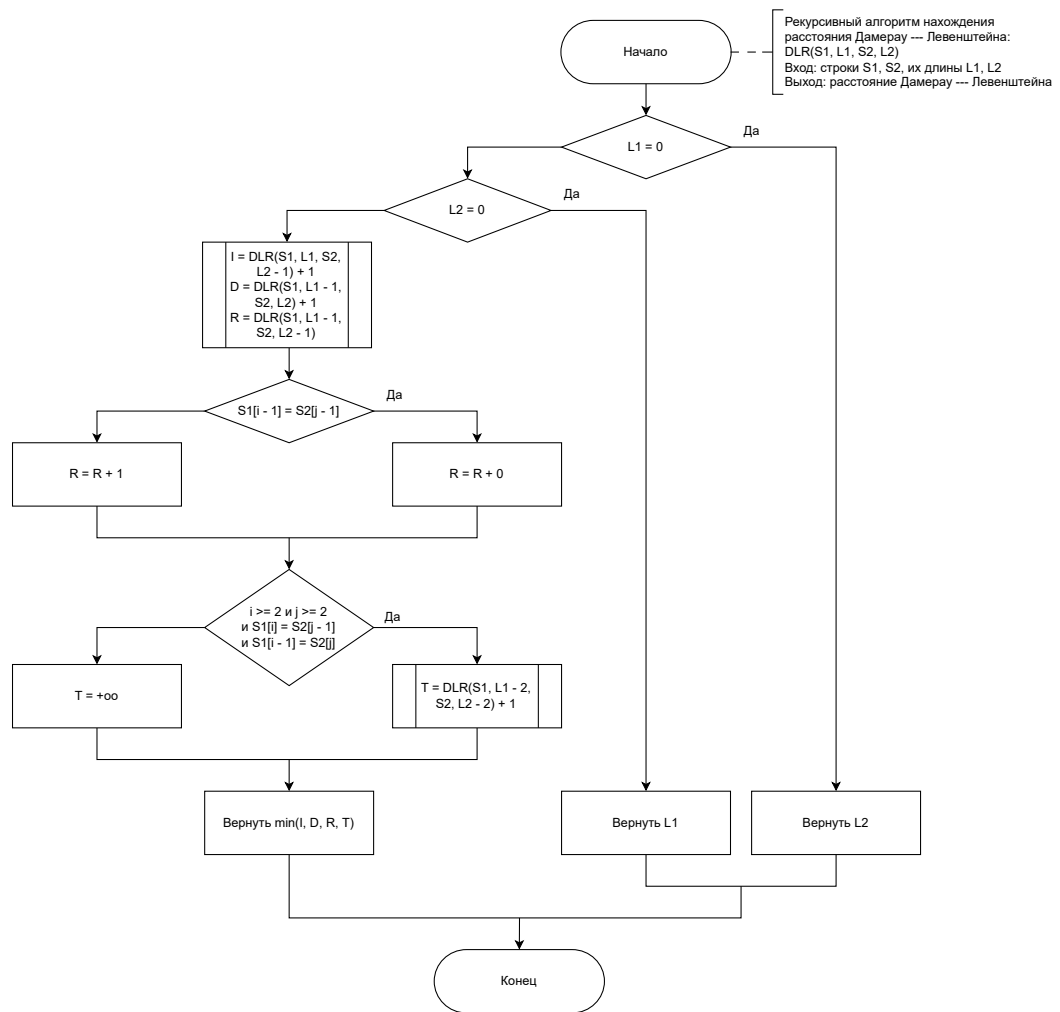 Начало
Рекурсивный алгоритм нахождения
расстояния Дамерау --- Левенштейна:
DLR(S1, L1, S2, L2)
Вход: строки S1, S2, их длины L1, L2
Выход: расстояние Дамерау --- Левенштейна
Да
L1 = 0
Да
L2 = 0
I = DLR(S1, L1, S2,
L2 - 1) + 1
D = DLR(S1, L1 - 1,
S2, L2) + 1
R = DLR(S1, L1 - 1,
S2, L2 - 1)
Да
S1[i - 1] = S2[j - 1]
R = R + 1
R = R + 0
i >= 2 и j >= 2
и S1[i] = S2[j - 1]
и S1[i - 1] = S2[j]
Да
T = +oo
T = DLR(S1, L1 - 2,
S2, L2 - 2) + 1
Вернуть min(I, D, R, T)
Вернуть L1
Вернуть L2
Конец